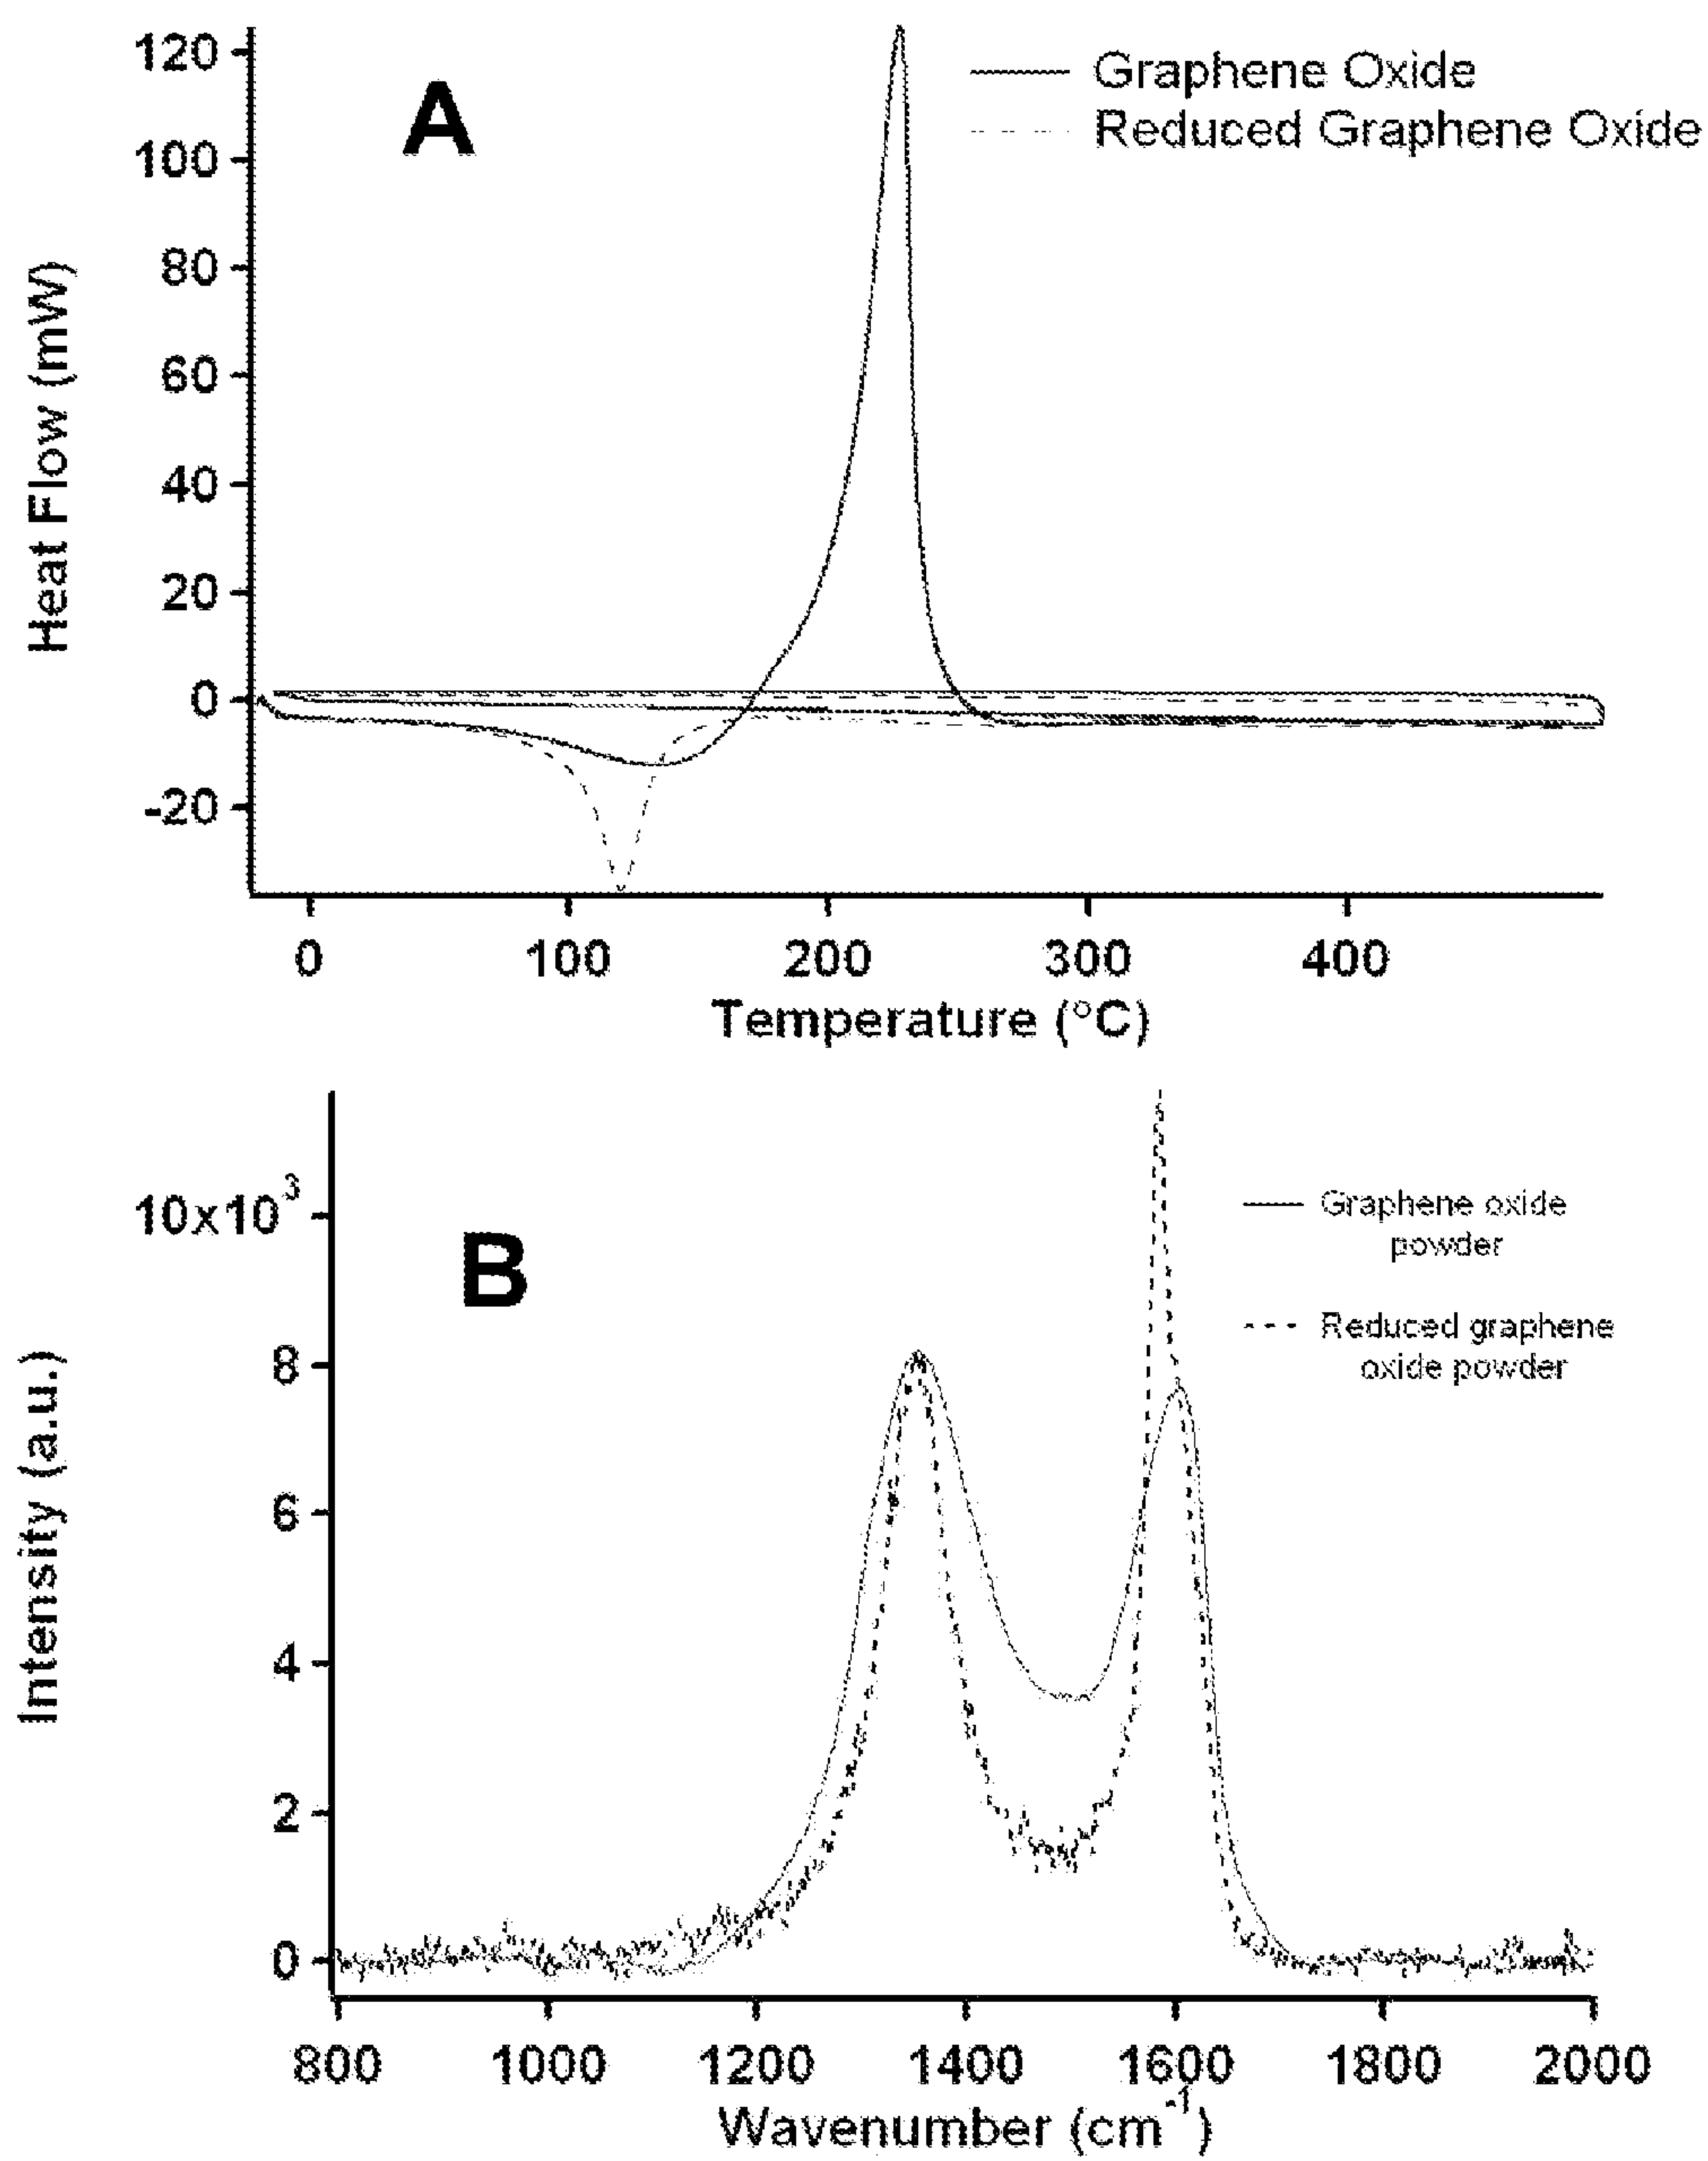 A
Graphene Oxide
Reduced Graphene Oxide
120
100
80
60
40
20
0
-20
Heat Flow (mW)
0 100 200 300 400
Temperature (°C)
B
Graphene oxide
powder
Reduced graphene
oxide powder
10x10
8
6
4
2
0
Intensity (a.u.)
800 1000 1200 1400 1600 1800 2000
Wavenumber (cm-1)